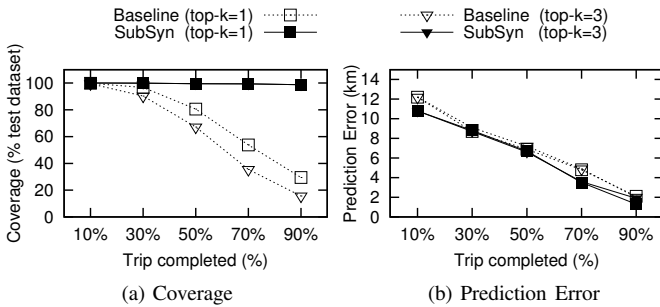 Baseline (top-k=1)
SubSyn (top-k=1)
Baseline (top-k=3)
SubSyn (top-k=3)
Coverage (% test dataset)
100
80
60
40
20
0
10% 30% 50% 70% 90%
Trip completed (%)
(a) Coverage
Prediction Error (km)
14
12
10
8
6
4
2
0
10% 30% 50% 70% 90%
Trip completed (%)
(b) Prediction Error